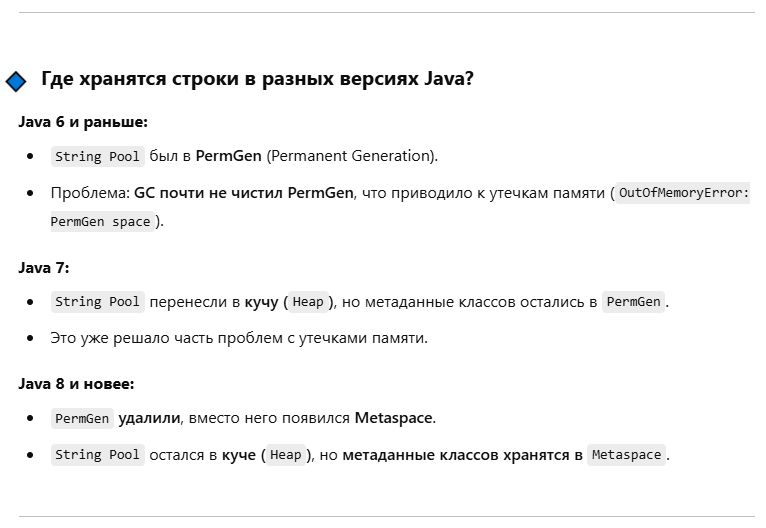 Где хранятся строки в разных версиях Java?
Java 6 и раньше:
String Pool был в PermGen (Permanent Generation).
Проблема: GC почти не чистил PermGen, что приводило к утечкам памяти ( OutOfMemoryError:
PermGen space ).
Java 7:
String Pool перенесли в кучу ( Heap ), но метаданные классов остались в PermGen .
Это уже решало часть проблем с утечками памяти.
Java 8 и новее:
PermGen удалили, вместо него появился Metaspace.
String Pool остался в куче ( Heap ), но метаданные классов хранятся в Metaspace .